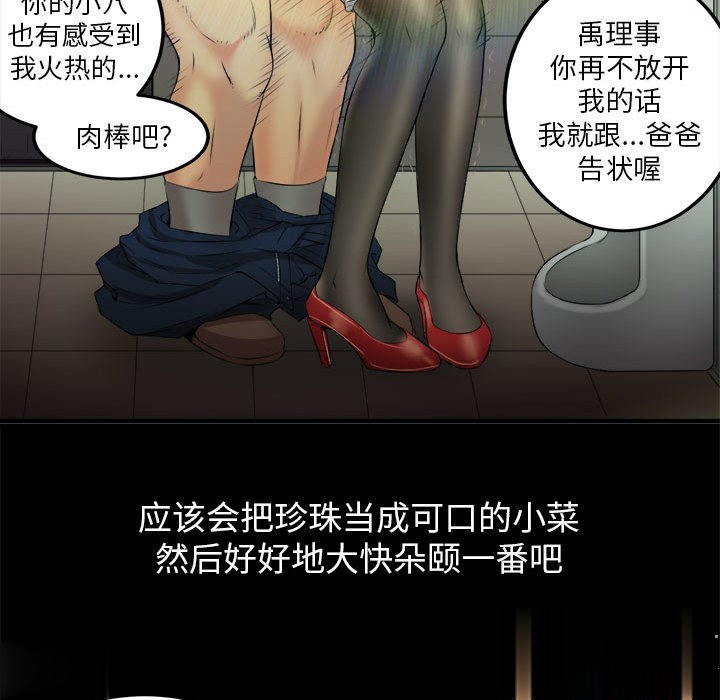 你的小穴
也有感受到
我火热的...
肉棒吧?
禹理事
你再不放开
我的话
我就跟...爸爸
告状喔
应该会把珍珠当成可口的小菜
然后好好地大快朵颐一番吧